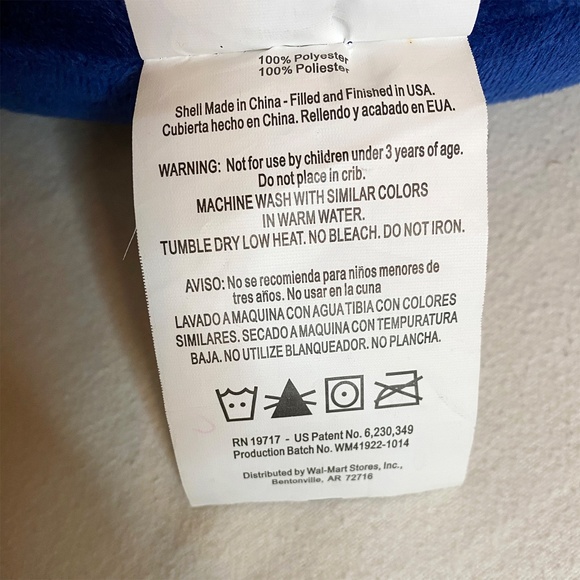 100% Polyester
100% Poliester
Shell Made in China - Filled and Finished in USA.
Cubierta hecho en China. Rellendo y acabado en EUA.
WARNING: Not for use by children under 3 years of age.
Do not place in crib.
MACHINE WASH WITH SIMILAR COLORS
IN WARM WATER.
TUMBLE DRY LOW HEAT. NO BLEACH. DO NOT IRON.
AVISO: No se recomienda para niños menores de
tres años. No usar en la cuna
LAVADO A MAQUINA CON AGUA TIBIA CON COLORES
SIMILARES. SECADO A MAQUINA CON TEMPURATURA
BAJA. NO UTILIZE BLANQUEADOR. NO PLANCHA.
RN 19717 - US Patent No. 6,230,349
Production Batch No. WM41922-1014
Distributed by Wal-Mart Stores, Inc.,
Bentonville, AR 72716